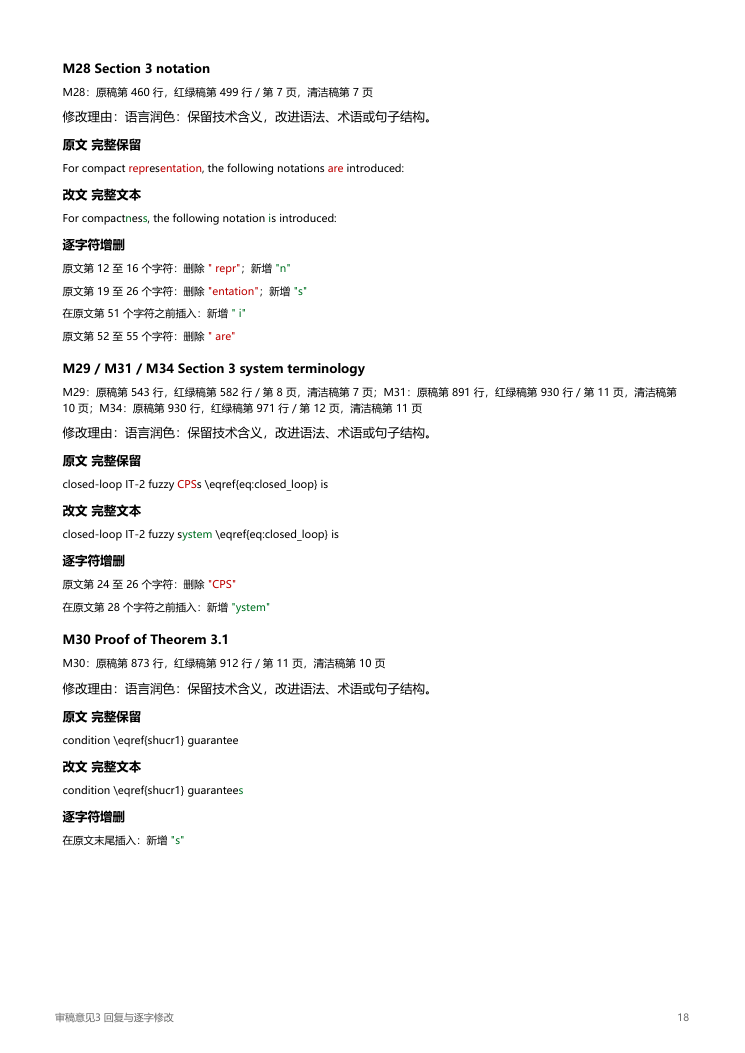 M28 Section 3 notation
M28：原稿第 460 行，红绿稿第 499 行 / 第 7 页，清洁稿第 7 页
修改理由：语言润色：保留技术含义，改进语法、术语或句子结构。
原文 完整保留
For compact representation, the following notations are introduced:
改文 完整文本
For compactness, the following notation is introduced:
逐字符增删
原文第 12 至 16 个字符：删除 " repr"；新增 "n"
原文第 19 至 26 个字符：删除 "entation"；新增 "s"
在原文第 51 个字符之前插入：新增 " i"
原文第 52 至 55 个字符：删除 " are"
M29 / M31 / M34 Section 3 system terminology
M29：原稿第 543 行，红绿稿第 582 行 / 第 8 页，清洁稿第 7 页；M31：原稿第 891 行，红绿稿第 930 行 / 第 11 页，清洁稿第
10 页；M34：原稿第 930 行，红绿稿第 971 行 / 第 12 页，清洁稿第 11 页
修改理由：语言润色：保留技术含义，改进语法、术语或句子结构。
原文 完整保留
closed-loop IT-2 fuzzy CPSs \eqref{eq:closed_loop} is
改文 完整文本
closed-loop IT-2 fuzzy system \eqref{eq:closed_loop} is
逐字符增删
原文第 24 至 26 个字符：删除 "CPS"
在原文第 28 个字符之前插入：新增 "ystem"
M30 Proof of Theorem 3.1
M30：原稿第 873 行，红绿稿第 912 行 / 第 11 页，清洁稿第 10 页
修改理由：语言润色：保留技术含义，改进语法、术语或句子结构。
原文 完整保留
condition \eqref{shucr1} guarantee
改文 完整文本
condition \eqref{shucr1} guarantees
逐字符增删
在原文末尾插入：新增 "s"
审稿意见3 回复与逐字修改
18